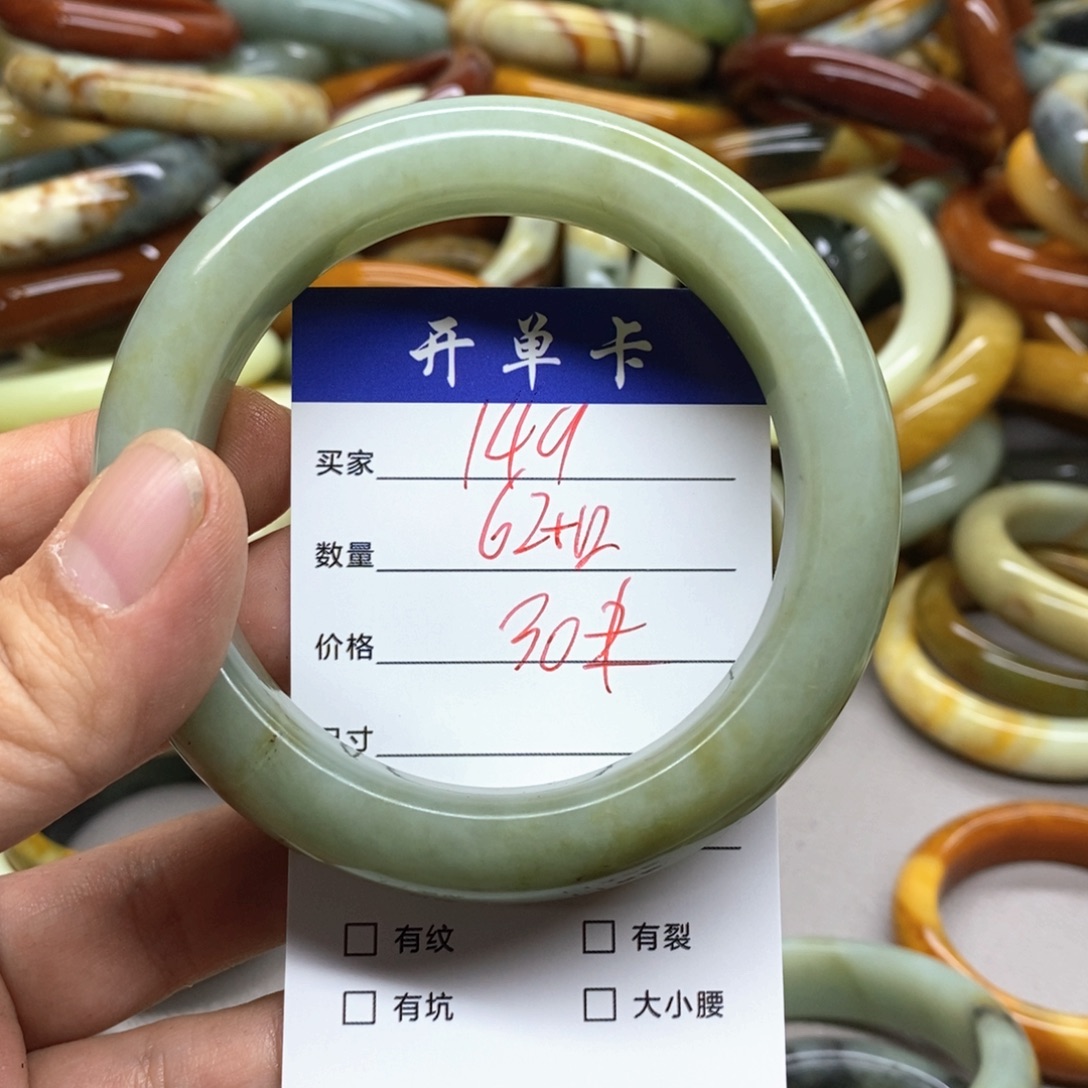 开单卡
买家 149
数量 62+12
价格 30
尺寸
有纹 有裂
有坑 大小腰